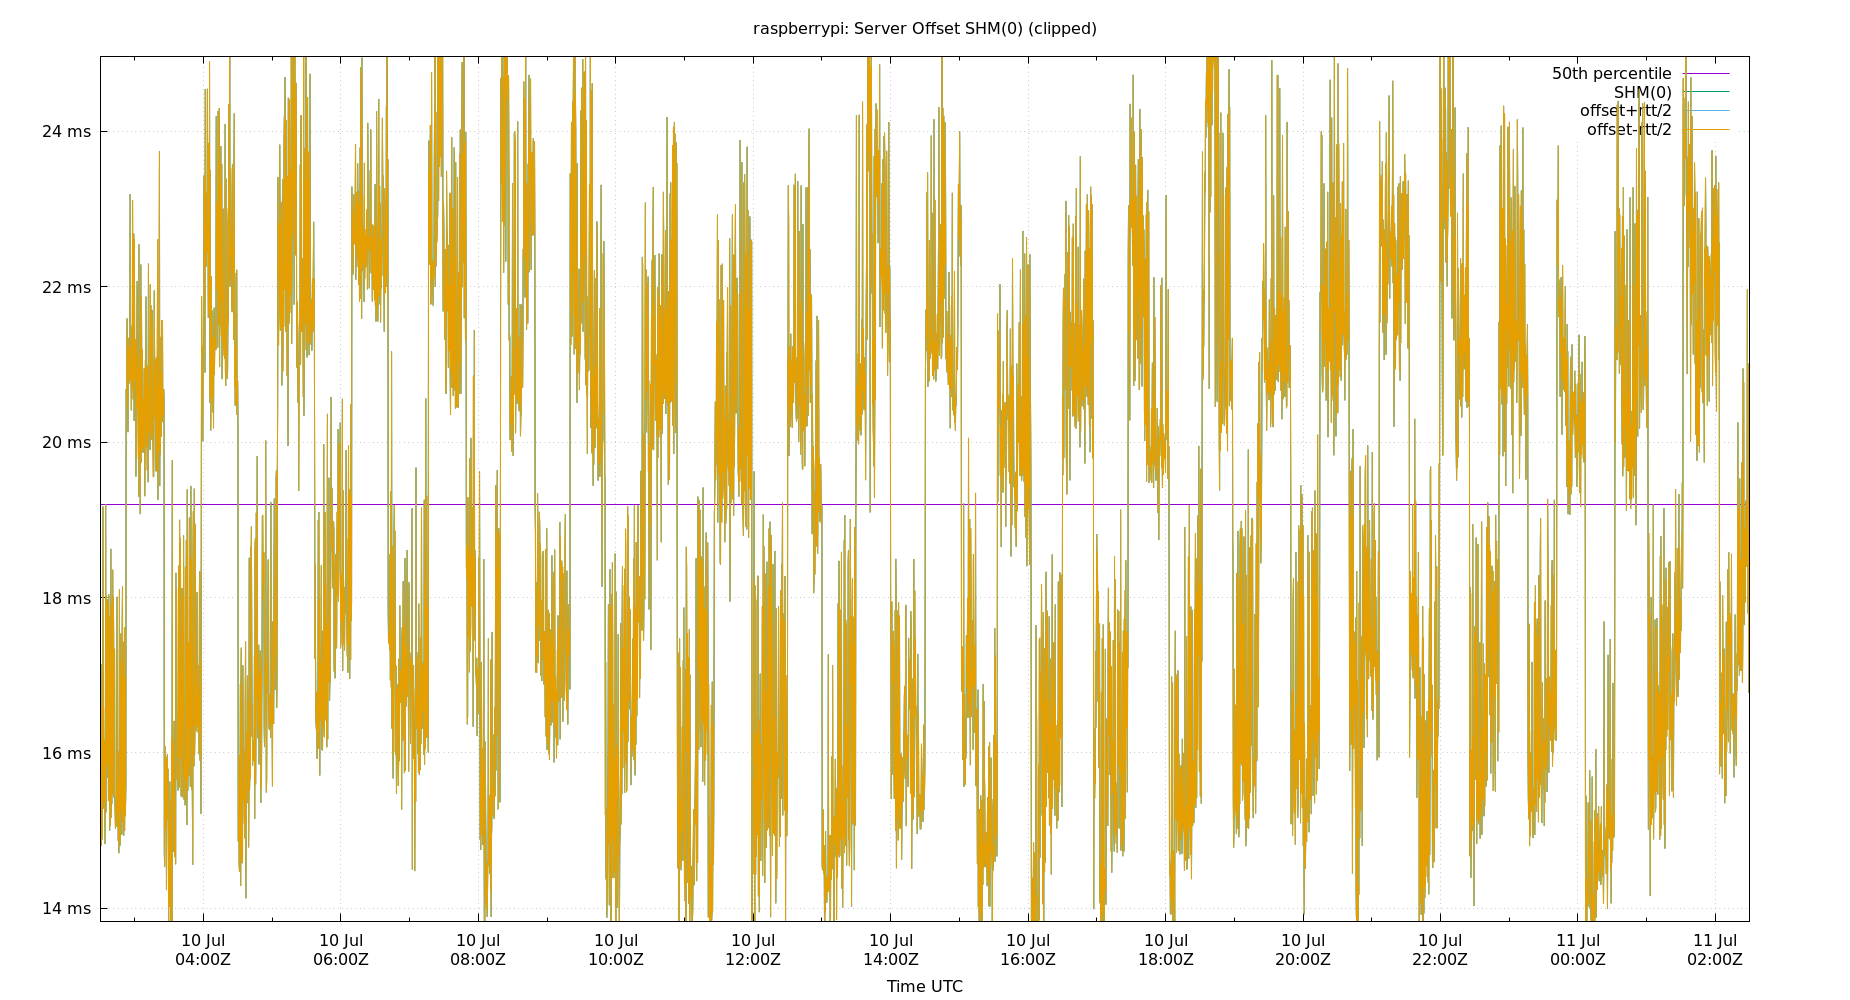 raspberrypi: Server Offset SHM(0) (clipped)
50th percentile
SHM(0)
offset+rtt/2
offset-rtt/2
24 ms
22 ms
20 ms
18 ms
16 ms
14 ms
10 Jul 10 Jul 10 Jul 10 Jul 10 Jul 10 Jul 10 Jul 10 Jul 10 Jul 10 Jul 11 Jul 11 Jul
04:00Z 06:00Z 08:00Z 10:00Z 12:00Z 14:00Z 16:00Z 18:00Z 20:00Z 22:00Z 00:00Z 02:00Z
Time UTC